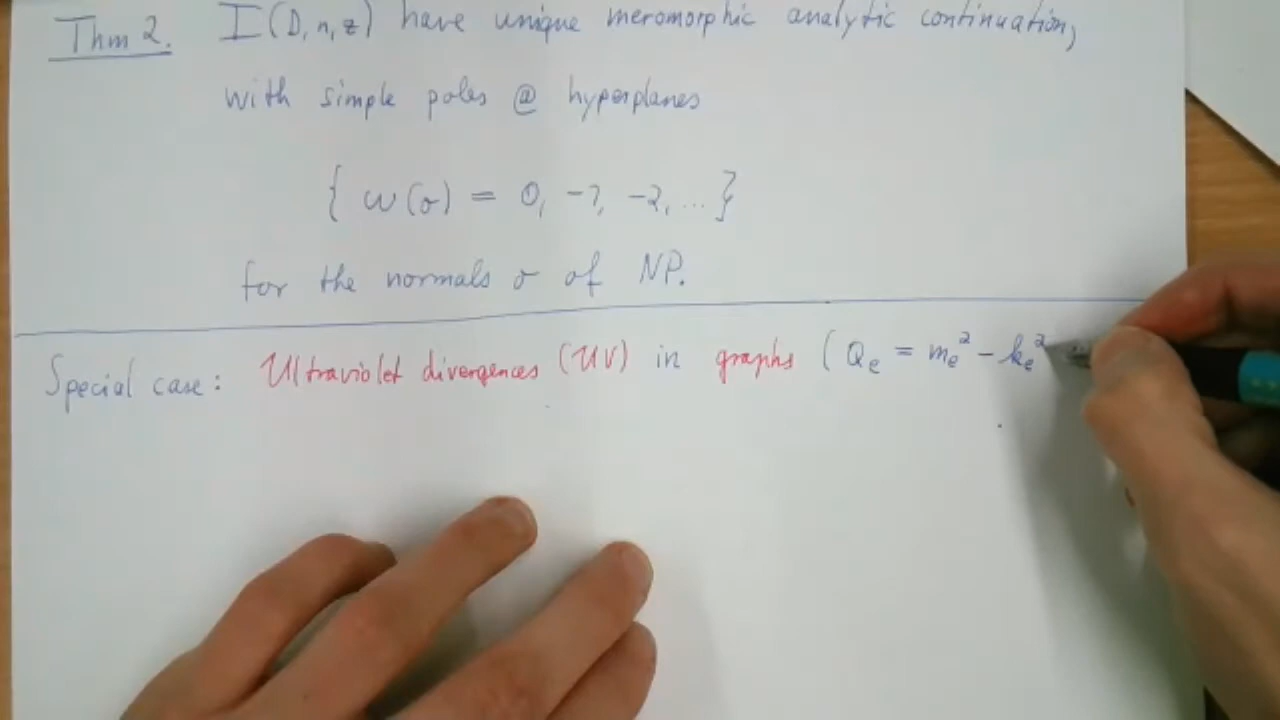 Thm 2. I(D, n, z) have unique meromorphic analytic continuation,
with simple poles @ hyperplanes
{ ω(σ) = 0, -1, -2, ... }
for the normals σ of NP.
Special case: Ultraviolet divergences (UV) in graphs ( Qₑ = mₑ² - kₑ²